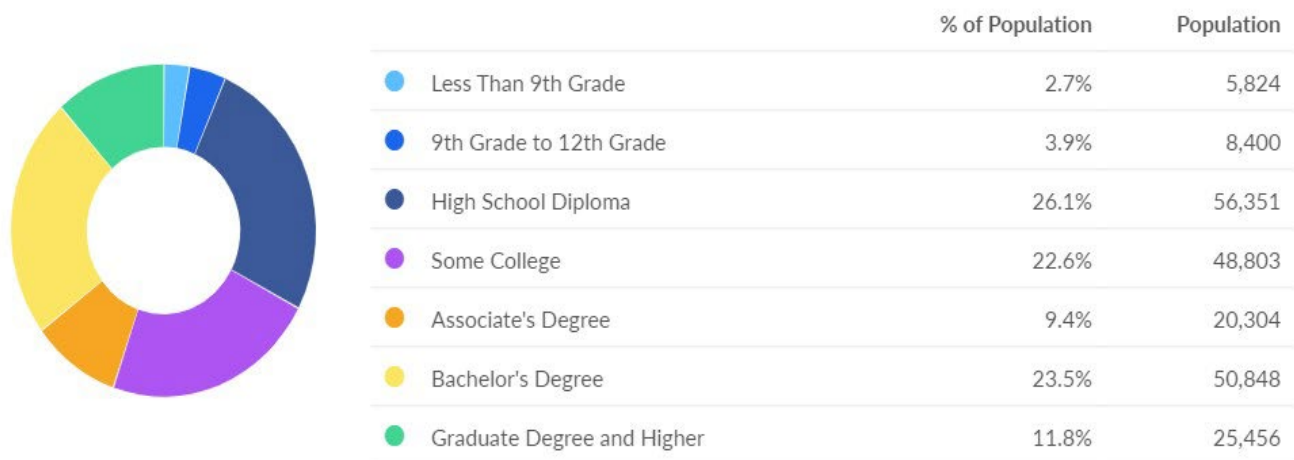 % of Population Population
Less Than 9th Grade 2.7% 5,824
9th Grade to 12th Grade 3.9% 8,400
High School Diploma 26.1% 56,351
Some College 22.6% 48,803
Associate's Degree 9.4% 20,304
Bachelor's Degree 23.5% 50,848
Graduate Degree and Higher 11.8% 25,456